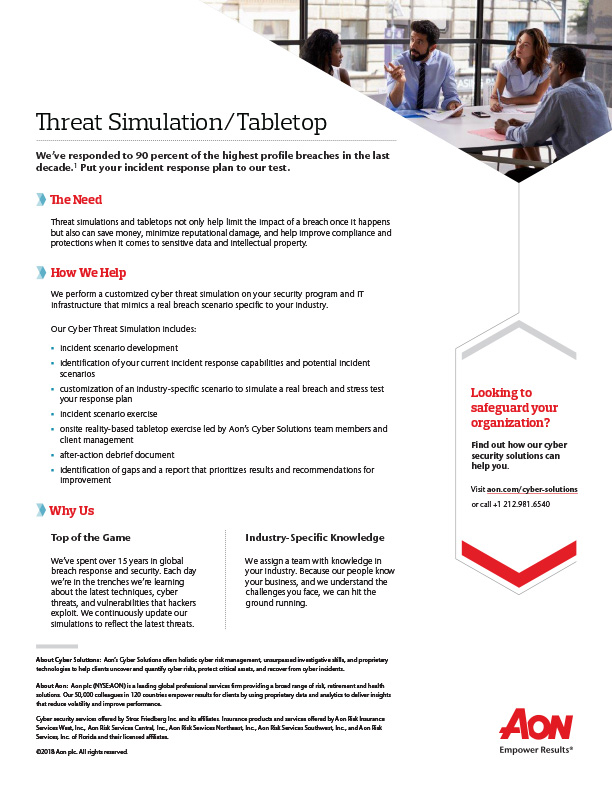 Threat Simulation/Tabletop
We've responded to 90 percent of the highest profile breaches in the last
decade.¹ Put your incident response plan to our test.
The Need
Threat simulations and tabletops not only help limit the impact of a breach once it happens
but also can save money, minimize reputational damage, and help improve compliance and
protections when it comes to sensitive data and intellectual property.
How We Help
We perform a customized cyber threat simulation on your security program and IT
infrastructure that mimics a real breach scenario specific to your industry.
Our Cyber Threat Simulation includes:
▪ incident scenario development
▪ identification of your current incident response capabilities and potential incident
scenarios
▪ customization of an industry-specific scenario to simulate a real breach and stress test
your response plan
▪ incident scenario exercise
▪ onsite reality-based tabletop exercise led by Aon's Cyber Solutions team members and
client management
▪ after-action debrief document
▪ identification of gaps and a report that prioritizes results and recommendations for
improvement
Why Us
Top of the Game
We've spent over 15 years in global
breach response and security. Each day
we're in the trenches we're learning
about the latest techniques, cyber
threats, and vulnerabilities that hackers
exploit. We continuously update our
simulations to reflect the latest threats.
Industry-Specific Knowledge
We assign a team with knowledge in
your industry. Because our people know
your business, and we understand the
challenges you face, we can hit the
ground running.
Looking to
safeguard your
organization?
Find out how our cyber
security solutions can
help you.
Visit aon.com/cyber-solutions
or call +1 212.981.6540
About Cyber Solutions: Aon's Cyber Solutions offers holistic cyber risk management, unsurpassed investigative skills, and proprietary
technologies to help clients uncover and quantify cyber risks, protect critical assets, and recover from cyber incidents.
About Aon: Aon plc (NYSE:AON) is a leading global professional services firm providing a broad range of risk, retirement and health
solutions. Our 50,000 colleagues in 120 countries empower results for clients by using proprietary data and analytics to deliver insights
that reduce volatility and improve performance.
Cyber security services offered by Stroz Friedberg Inc. and its affiliates. Insurance products and services offered by Aon Risk Insurance
Services West, Inc., Aon Risk Services Central, Inc., Aon Risk Services Northeast, Inc., Aon Risk Services Southwest, Inc., and Aon Risk
Services, Inc. of Florida and their licensed affiliates.
©2018 Aon plc. All rights reserved.
AON
Empower Results®